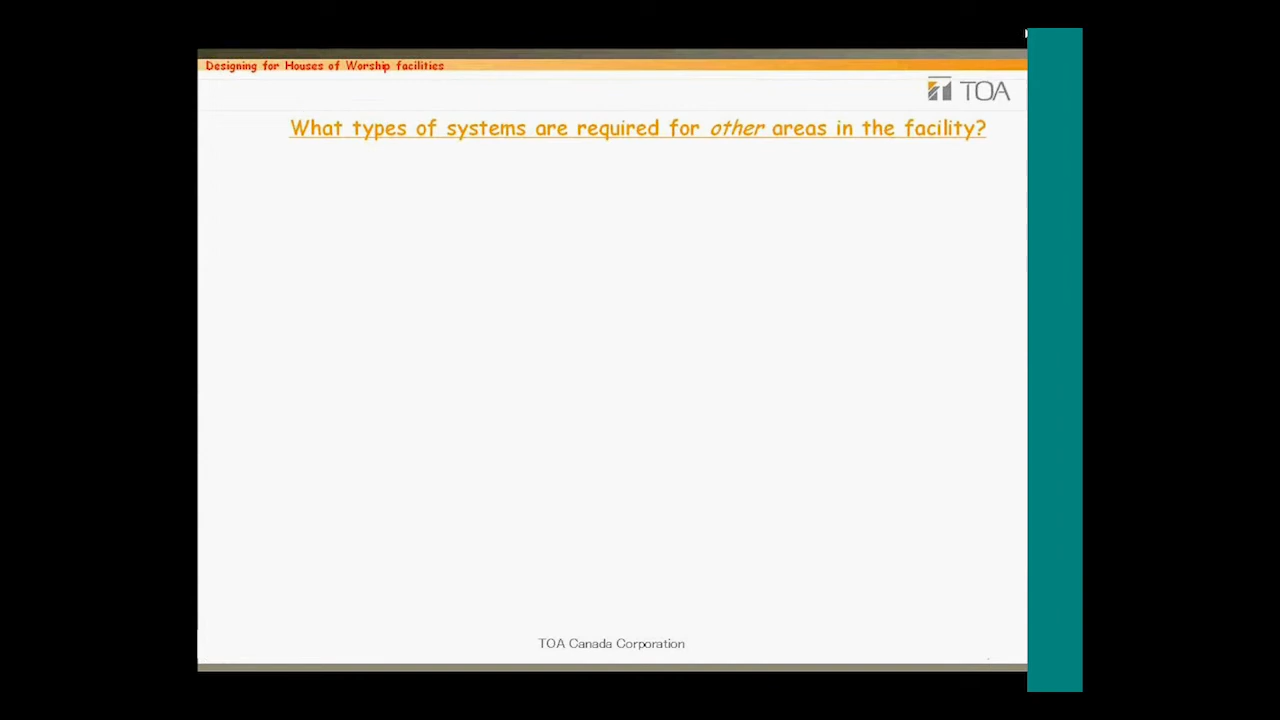 Designing for Houses of Worship facilities
TOA
What types of systems are required for other areas in the facility?
TOA Canada Corporation